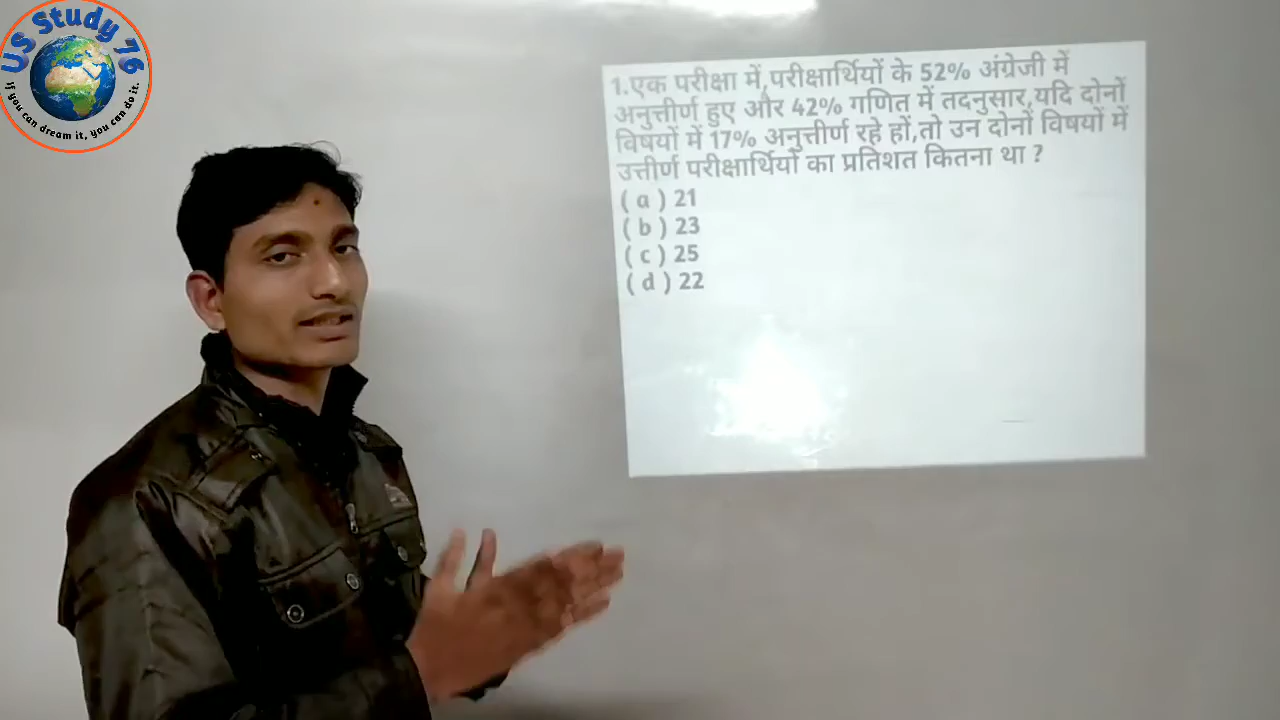 US Study 76
If you can dream it, you can do it.
1.एक परीक्षा में,परीक्षार्थियों के 52% अंग्रेजी में
अनुत्तीर्ण हुए और 42% गणित में तदनुसार,यदि दोनों
विषयों में 17% अनुत्तीर्ण रहे हों,तो उन दोनों विषयों में
उत्तीर्ण परीक्षार्थियों का प्रतिशत कितना था ?
( a ) 21
( b ) 23
( c ) 25
( d ) 22